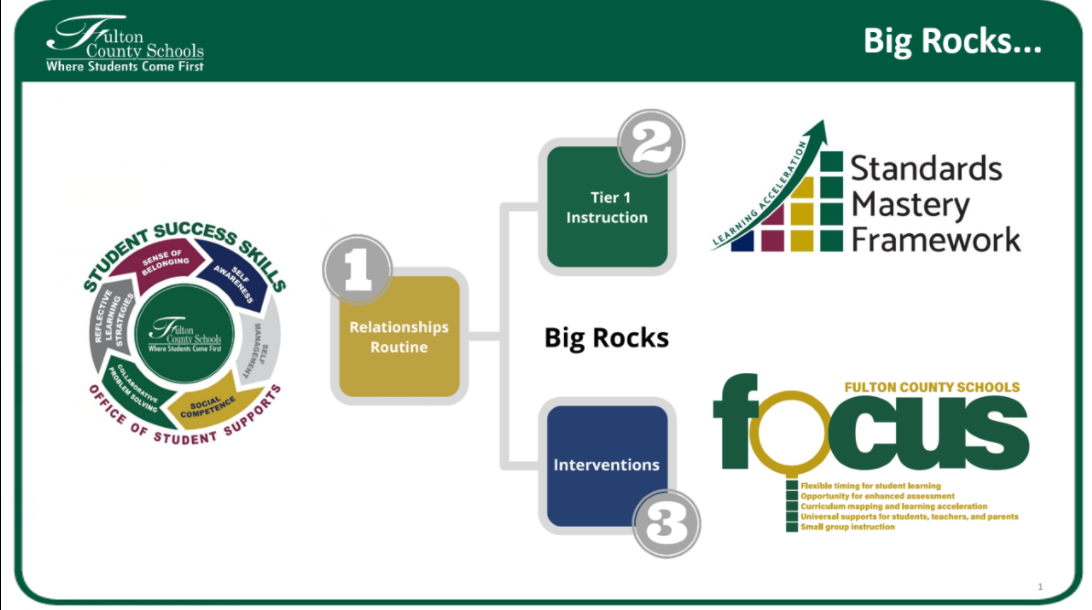 Fulton
County Schools
Where Students Come First
Big Rocks...
STUDENT SUCCESS SKILLS
SENSE OF
BELONGING
SELF
AWARENESS
SELF
MANAGEMENT
SOCIAL
COMPETENCE
COLLABORATIVE
PROBLEM SOLVING
REFLECTIVE
LEARNING
STRATEGIES
Fulton
County Schools
Where Students Come First
OFFICE OF STUDENT SUPPORTS
1
Relationships
Routine
2
Tier 1
Instruction
Big Rocks
Interventions
3
LEARNING ACCELERATION
Standards
Mastery
Framework
FULTON COUNTY SCHOOLS
focus
Flexible timing for student learning
Opportunity for enhanced assessment
Curriculum mapping and learning acceleration
Universal supports for students, teachers, and parents
Small group instruction
1